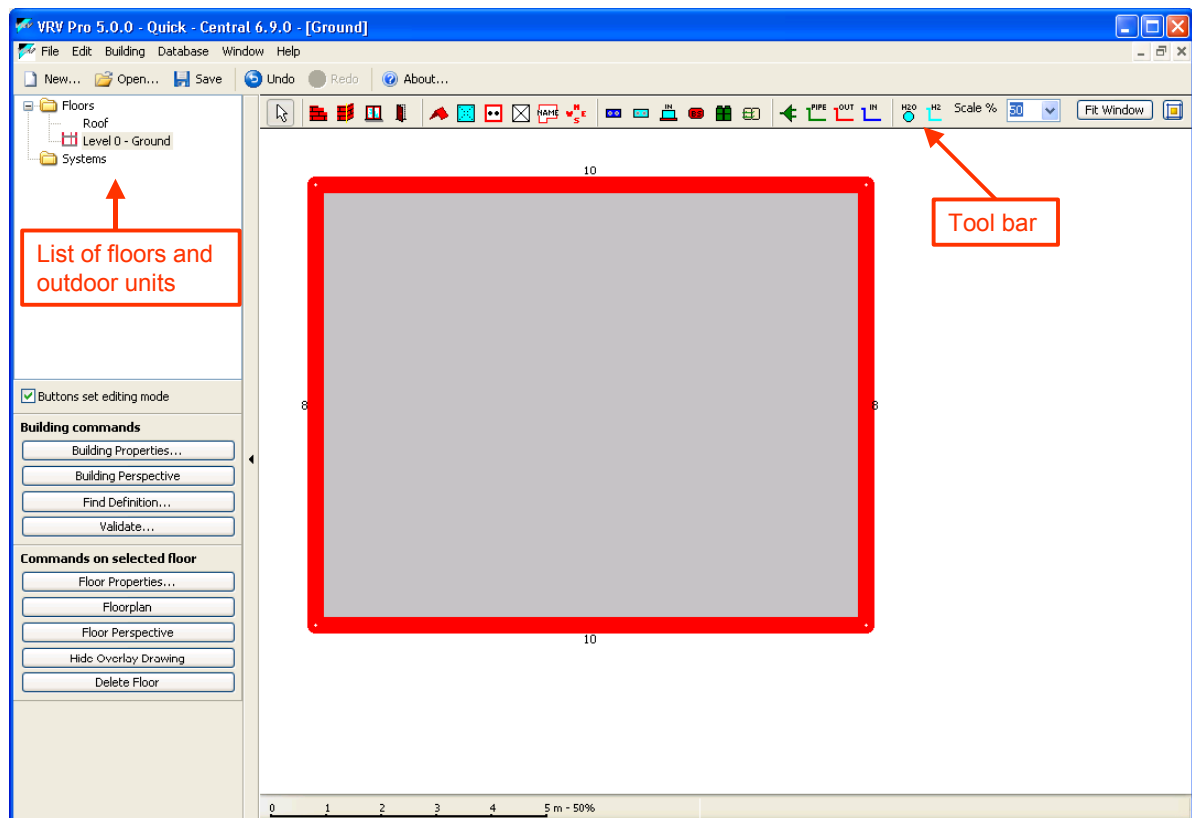 VRV Pro 5.0.0 - Quick - Central 6.9.0 - [Ground]
File Edit Building Database Window Help
New... Open... Save Undo Redo About...
Floors
Roof
Level 0 - Ground
Systems
NAME N W E S IN PIPE OUT IN H2O H2 Scale % 50 Fit Window
Tool bar
List of floors and
outdoor units
10
8
8
10
Buttons set editing mode
Building commands
Building Properties...
Building Perspective
Find Definition...
Validate...
Commands on selected floor
Floor Properties...
Floorplan
Floor Perspective
Hide Overlay Drawing
Delete Floor
0 1 2 3 4 5 m - 50%